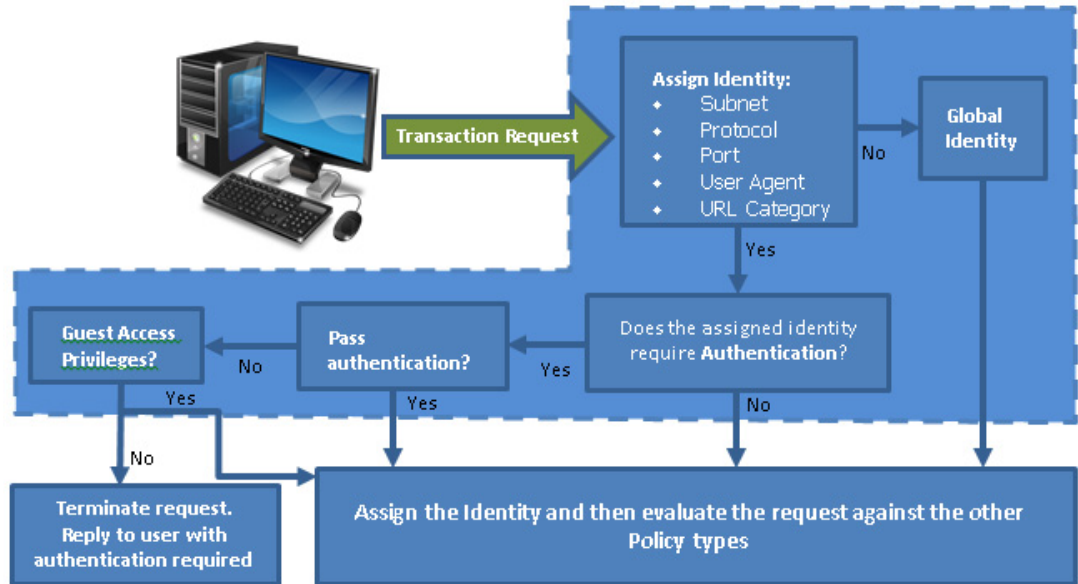 Assign Identity:
◆ Subnet
◆ Protocol
◆ Port
◆ User Agent
◆ URL Category
Global
Identity
Transaction Request
No
Yes
Guest Access
Privileges?
Pass
authentication?
Does the assigned identity
require Authentication?
No
Yes
Yes
Yes
No
No
Terminate request.
Reply to user with
authentication required
Assign the Identity and then evaluate the request against the other
Policy types